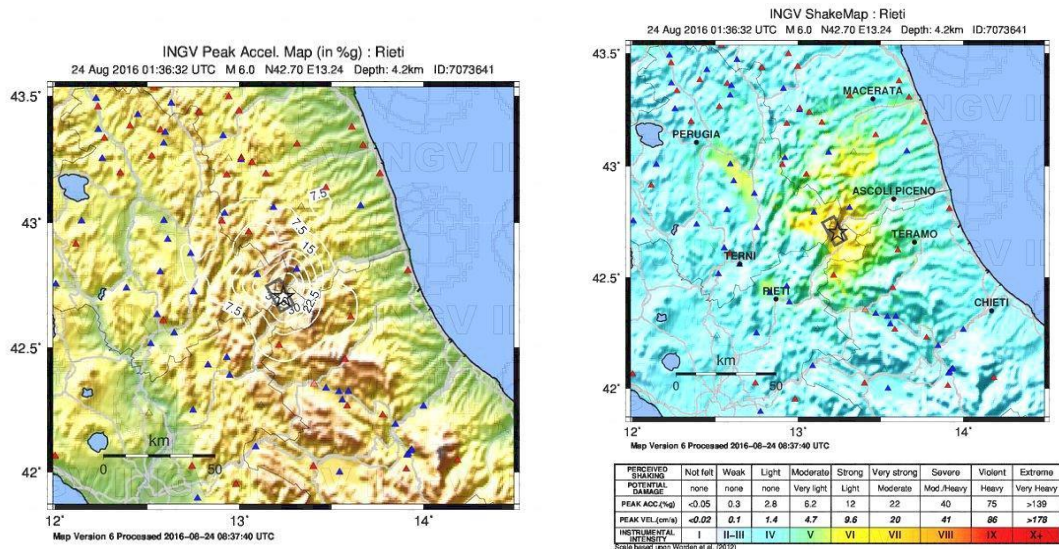 INGV Peak Accel. Map (in %g) : Rieti
24 Aug 2016 01:36:32 UTC M 6.0 N42.70 E13.24 Depth: 4.2km ID:7073641
43.5˚
43˚
42.5˚
42˚
7.5
7.5
15
7.5
22.5
INGV
km
0 50
12˚ 13˚ 14˚
Map Version 6 Processed 2016-08-24 08:37:40 UTC
INGV ShakeMap : Rieti
24 Aug 2016 01:36:32 UTC M 6.0 N42.70 E13.24 Depth: 4.2km ID:7073641
43.5˚
43˚
42.5˚
42˚
MACERATA
PERUGIA
ASCOLI PICENO
TERAMO
TERNI
RIETI
CHIETI
INGV
km
0 50
12˚ 13˚ 14˚
Map Version 6 Processed 2016-08-24 08:37:40 UTC
PERCEIVED SHAKING Not felt Weak Light Moderate Strong Very strong Severe Violent Extreme
POTENTIAL DAMAGE none none none Very light Light Moderate Mod./Heavy Heavy Very Heavy
PEAK ACC.(%g) <0.05 0.3 2.8 6.2 12 22 40 75 >139
PEAK VEL.(cm/s) <0.02 0.1 1.4 4.7 9.6 20 41 86 >178
INSTRUMENTAL INTENSITY I II-III IV V VI VII VIII IX X+
Scale based upon Worden et al. (2012)